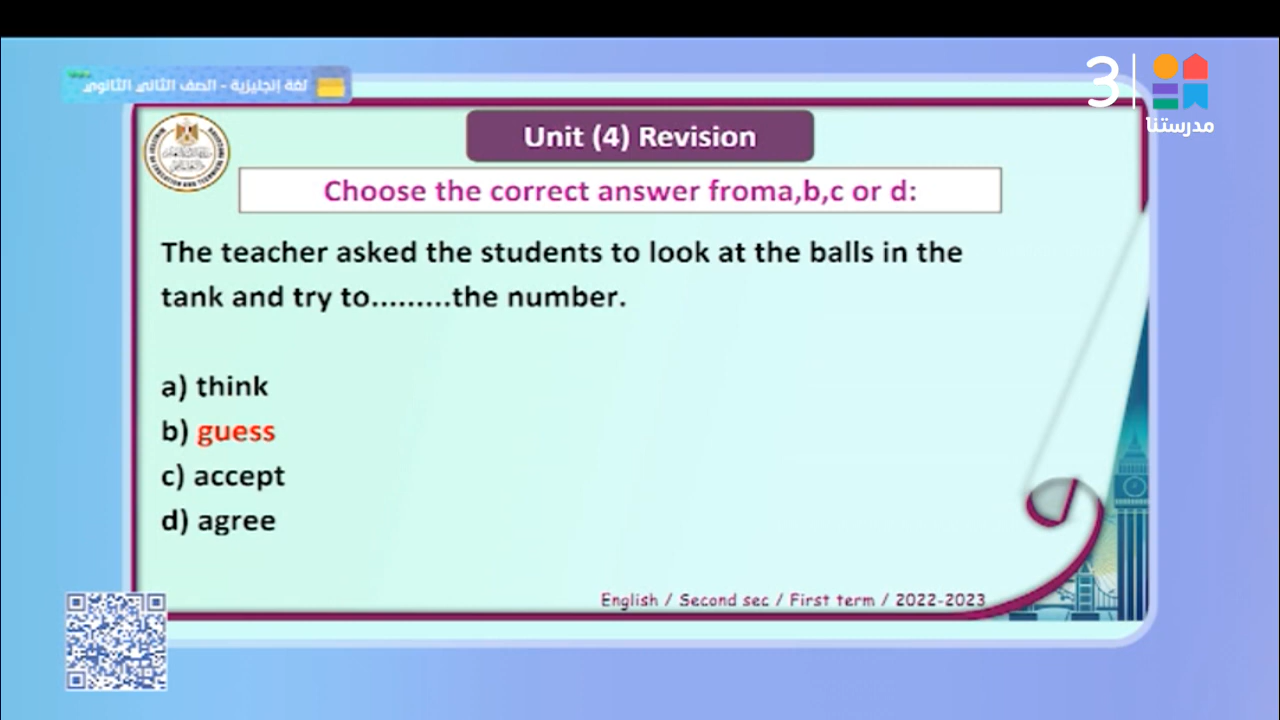 3
مدرستنا
لغة إنجليزية - الصف الثاني الثانوي
Unit (4) Revision
Choose the correct answer froma,b,c or d:
The teacher asked the students to look at the balls in the
tank and try to.........the number.
a) think
b) guess
c) accept
d) agree
English / Second sec / First term / 2022-2023